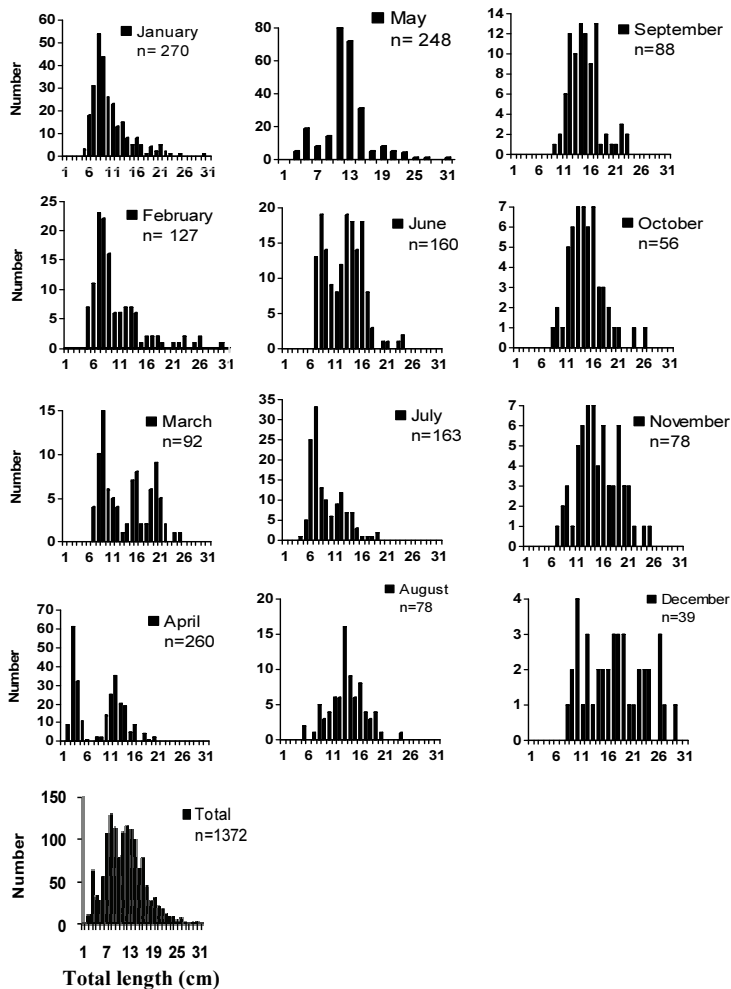 January
n= 270
Number
60
50
40
30
20
10
0
1 6 11 16 21 26 31
May
n= 248
80
60
40
20
0
1 7 13 19 25 31
September
n=88
14
12
10
8
6
4
2
0
1 6 11 16 21 26 31
February
n= 127
Number
25
20
15
10
5
0
1 6 11 16 21 26 31
June
n=160
20
15
10
5
0
1 6 11 16 21 26 31
October
n=56
7
6
5
4
3
2
1
0
1 6 11 16 21 26 31
March
n=92
Number
15
10
5
0
1 6 11 16 21 26 31
July
n=163
35
30
25
20
15
10
5
0
1 6 11 16 21 26 31
November
n=78
7
6
5
4
3
2
1
0
1 6 11 16 21 26 31
April
n=260
Number
70
60
50
40
30
20
10
0
1 6 11 16 21 26 31
August
n=78
20
15
10
5
0
1 6 11 16 21 26 31
December
n=39
4
3
2
1
0
1 6 11 16 21 26 31
Total
n=1372
Number
150
100
50
0
1 7 13 19 25 31
Total length (cm)